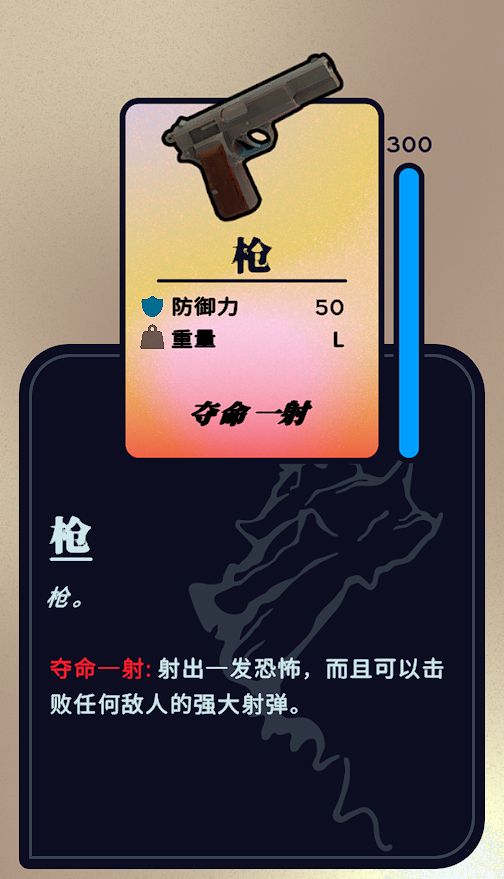 300
枪
防御力 50
重量 L
夺命一射
枪
枪。
夺命一射: 射出一发恐怖，而且可以击
败任何敌人的强大射弹。